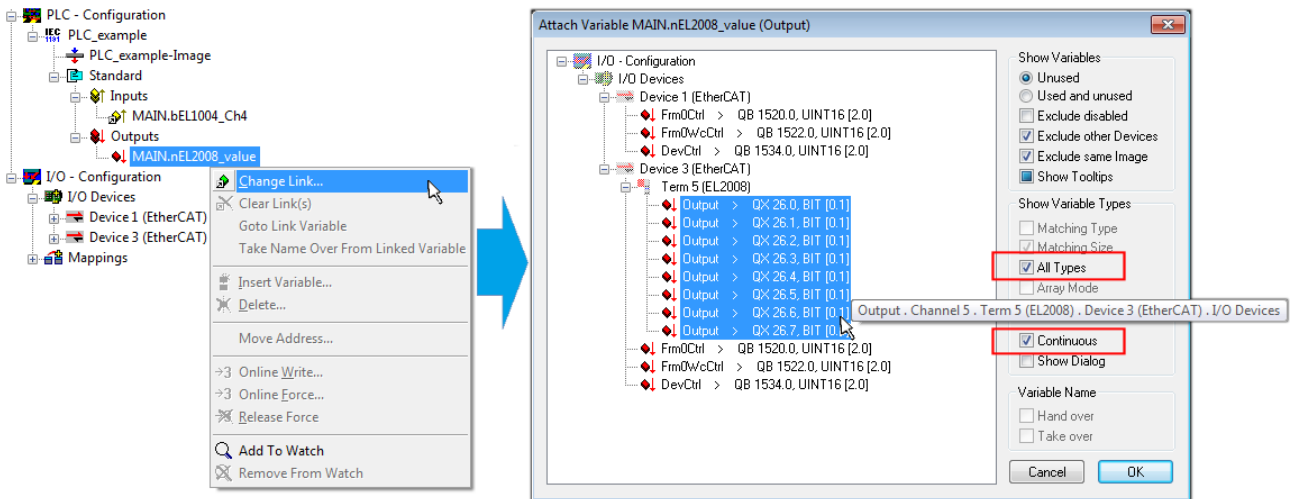 PLC - Configuration
IEC
1131
PLC_example
PLC_example-Image
Standard
Inputs
MAIN.bEL1004_Ch4
Outputs
MAIN.nEL2008_value
I/O - Configuration
I/O Devices
Device 1 (EtherCAT)
Device 3 (EtherCAT)
Mappings
Change Link...
Clear Link(s)
Goto Link Variable
Take Name Over From Linked Variable
Insert Variable...
Delete...
Move Address...
Online Write...
Online Force...
Release Force
Add To Watch
Remove From Watch
Attach Variable MAIN.nEL2008_value (Output)
I/O - Configuration
I/O Devices
Device 1 (EtherCAT)
Frm0Ctrl > QB 1520.0, UINT16 [2.0]
Frm0WcCtrl > QB 1522.0, UINT16 [2.0]
DevCtrl > QB 1534.0, UINT16 [2.0]
Device 3 (EtherCAT)
Term 5 (EL2008)
Output > QX 26.0, BIT [0.1]
Output > QX 26.1, BIT [0.1]
Output > QX 26.2, BIT [0.1]
Output > QX 26.3, BIT [0.1]
Output > QX 26.4, BIT [0.1]
Output > QX 26.5, BIT [0.1]
Output > QX 26.6, BIT [0.1]
Output > QX 26.7, BIT [0.1]
Frm0Ctrl > QB 1520.0, UINT16 [2.0]
Frm0WcCtrl > QB 1522.0, UINT16 [2.0]
DevCtrl > QB 1534.0, UINT16 [2.0]
Output . Channel 5 . Term 5 (EL2008) . Device 3 (EtherCAT) . I/O Devices
Show Variables
Unused
Used and unused
Exclude disabled
Exclude other Devices
Exclude same Image
Show Tooltips
Show Variable Types
Matching Type
Matching Size
All Types
Array Mode
Continuous
Show Dialog
Variable Name
Hand over
Take over
Cancel
OK